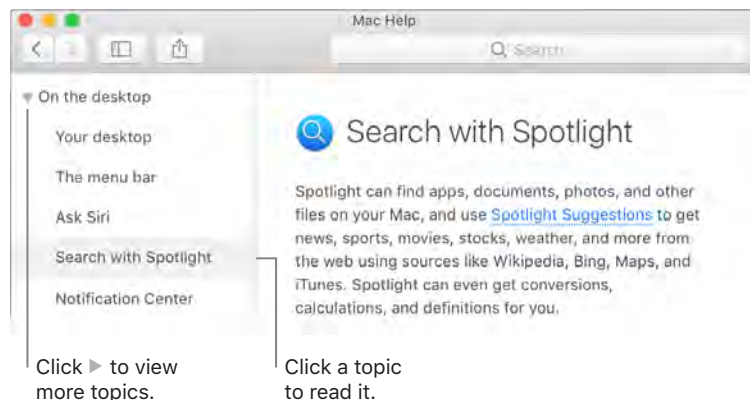 Mac Help
Search
On the desktop
Your desktop
The menu bar
Ask Siri
Search with Spotlight
Notification Center
Search with Spotlight
Spotlight can find apps, documents, photos, and other
files on your Mac, and use Spotlight Suggestions to get
news, sports, movies, stocks, weather, and more from
the web using sources like Wikipedia, Bing, Maps, and
iTunes. Spotlight can even get conversions,
calculations, and definitions for you.
Click ▶ to view
more topics.
Click a topic
to read it.